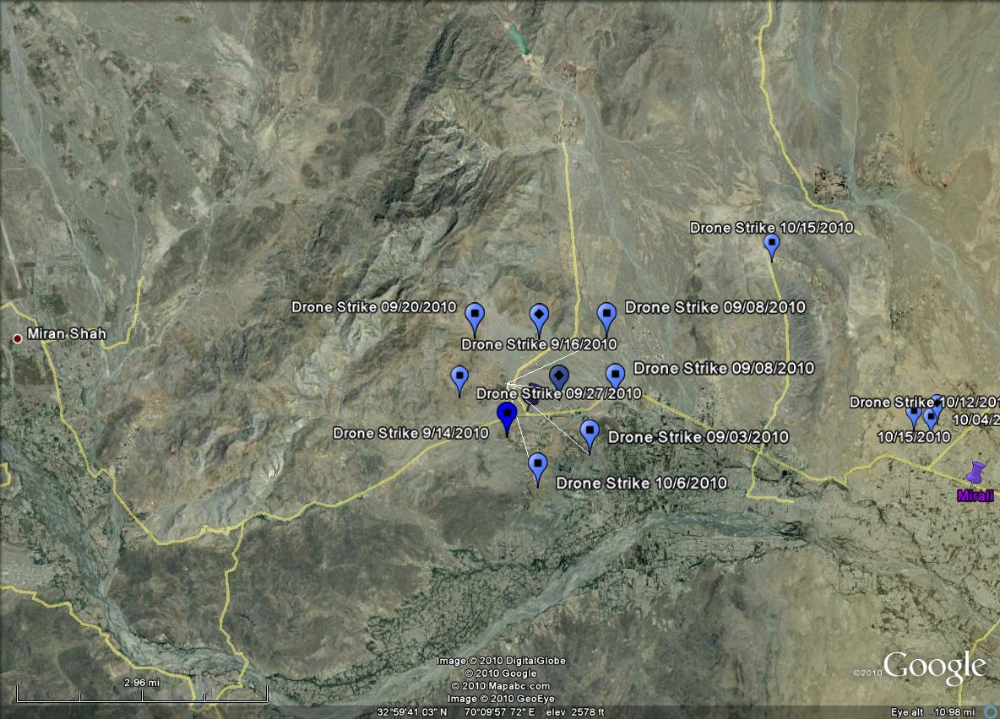 Drone Strike 10/15/2010
Drone Strike 09/20/2010
Drone Strike 09/08/2010
Miran Shah
Drone Strike 9/16/2010
Drone Strike 09/08/2010
Drone Strike 09/27/2010
Drone Strike 10/12/201
10/04/2
Drone Strike 9/14/2010
Drone Strike 09/03/2010
10/15/2010
Drone Strike 10/6/2010
Mirali
Image © 2010 DigitalGlobe
© 2010 Google
© 2010 Mapabc.com
Image © 2010 GeoEye
©2010 Google
2.96 mi
32°59'41.03" N 70°09'57.72" E elev 2578 ft
Eye alt 10.98 mi